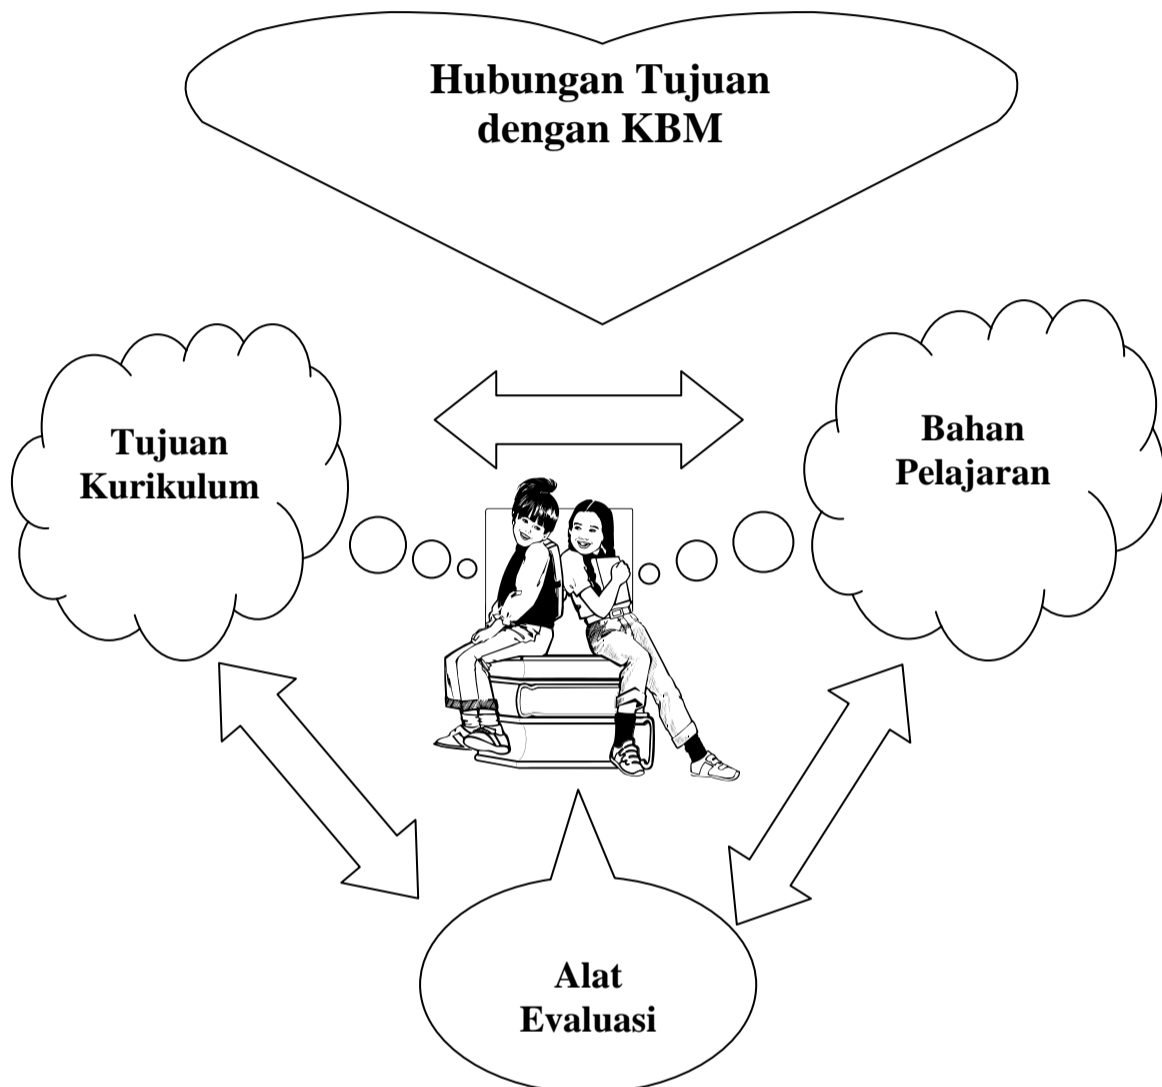 Hubungan Tujuan
dengan KBM
Tujuan
Kurikulum
Bahan
Pelajaran
Alat
Evaluasi